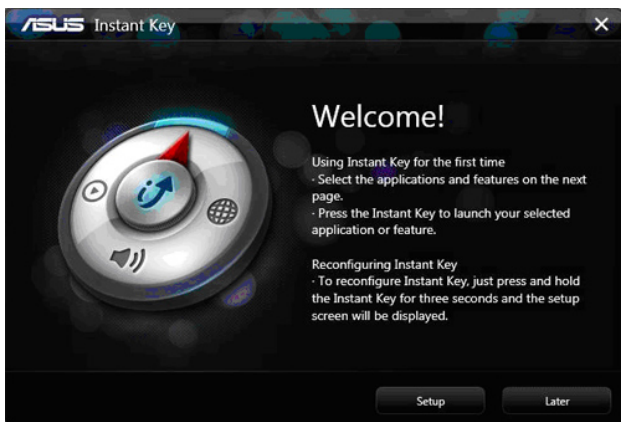 ASUS Instant Key
Welcome!
Using Instant Key for the first time
· Select the applications and features on the next
page.
· Press the Instant Key to launch your selected
application or feature.
Reconfiguring Instant Key
· To reconfigure Instant Key, just press and hold
the Instant Key for three seconds and the setup
screen will be displayed.
Setup Later